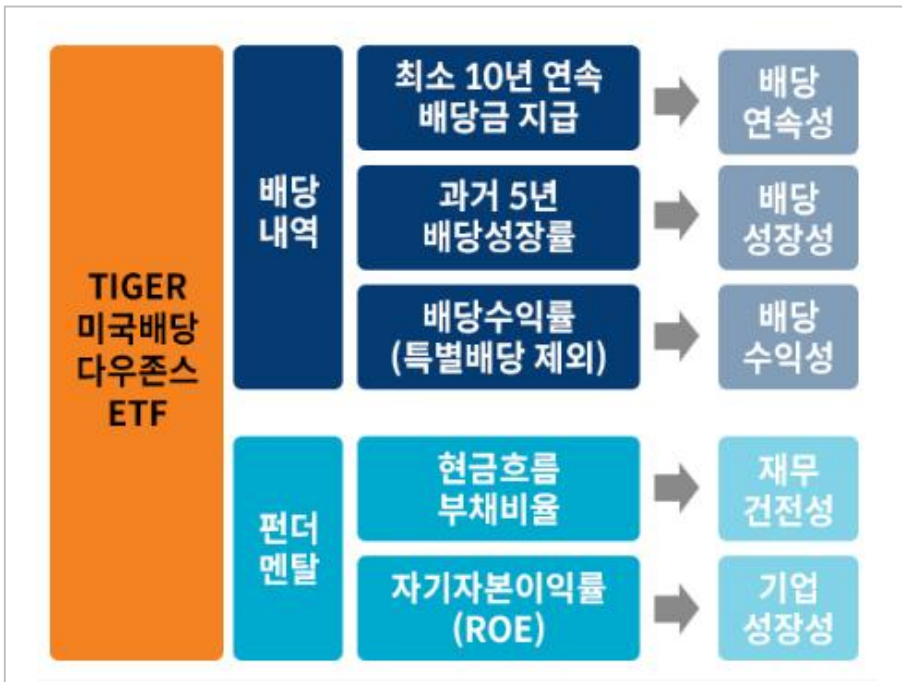 TIGER
미국배당
다우존스
ETF
배당
내역
최소 10년 연속
배당금 지급
배당
연속성
과거 5년
배당성장률
배당
성장성
배당수익률
(특별배당 제외)
배당
수익성
펀더
멘탈
현금흐름
부채비율
재무
건전성
자기자본이익률
(ROE)
기업
성장성